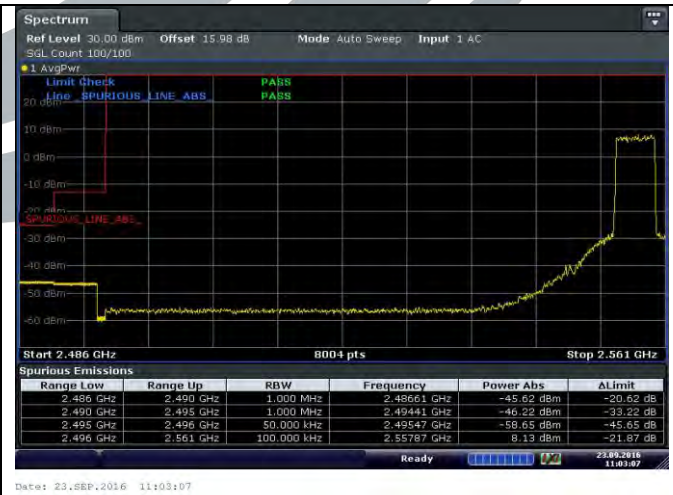 Spectrum
Ref Level 30.00 dBm Offset 15.98 dB Mode Auto Sweep Input 1 AC
SGL Count 100/100
1 AvgPwr
Limit Check PASS
Line _SPURIOUS_LINE_ABS_ PASS
20 dBm
10 dBm
0 dBm
-10 dBm
-20 dBm
_SPURIOUS_LINE_ABS_
-30 dBm
-40 dBm
-50 dBm
-60 dBm
Start 2.486 GHz 8004 pts Stop 2.561 GHz
Spurious Emissions
Range Low Range Up RBW Frequency Power Abs ΔLimit
2.486 GHz 2.490 GHz 1.000 MHz 2.48661 GHz -45.62 dBm -20.62 dB
2.490 GHz 2.495 GHz 1.000 MHz 2.49441 GHz -46.22 dBm -33.22 dB
2.495 GHz 2.496 GHz 50.000 kHz 2.49547 GHz -58.65 dBm -45.65 dB
2.496 GHz 2.561 GHz 100.000 kHz 2.55787 GHz 8.13 dBm -21.87 dB
Ready 23.09.2016
11:03:07
Date: 23.SEP.2016 11:03:07